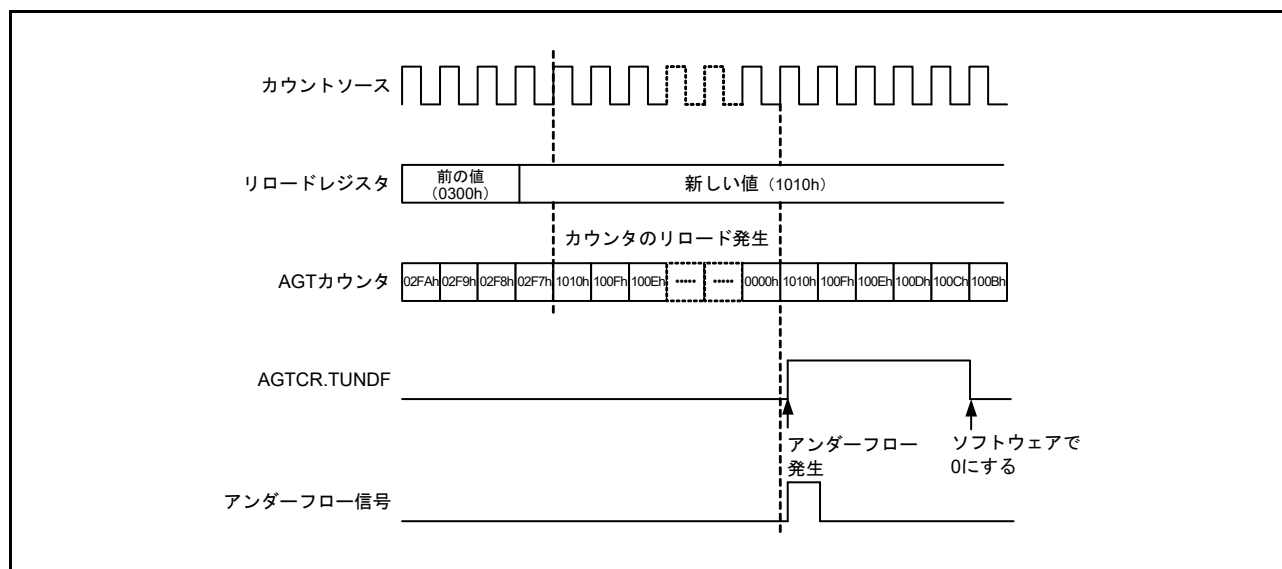 カウントソース
リロードレジスタ
前の値
（0300h）
新しい値（1010h）
カウンタのリロード発生
AGTカウンタ
02FAh 02F9h 02F8h 02F7h 1010h 100Fh 100Eh ••••• ••••• 0000h 1010h 100Fh 100Eh 100Dh 100Ch 100Bh
AGTCR.TUNDF
アンダーフロー
発生
ソフトウェアで
0にする
アンダーフロー信号